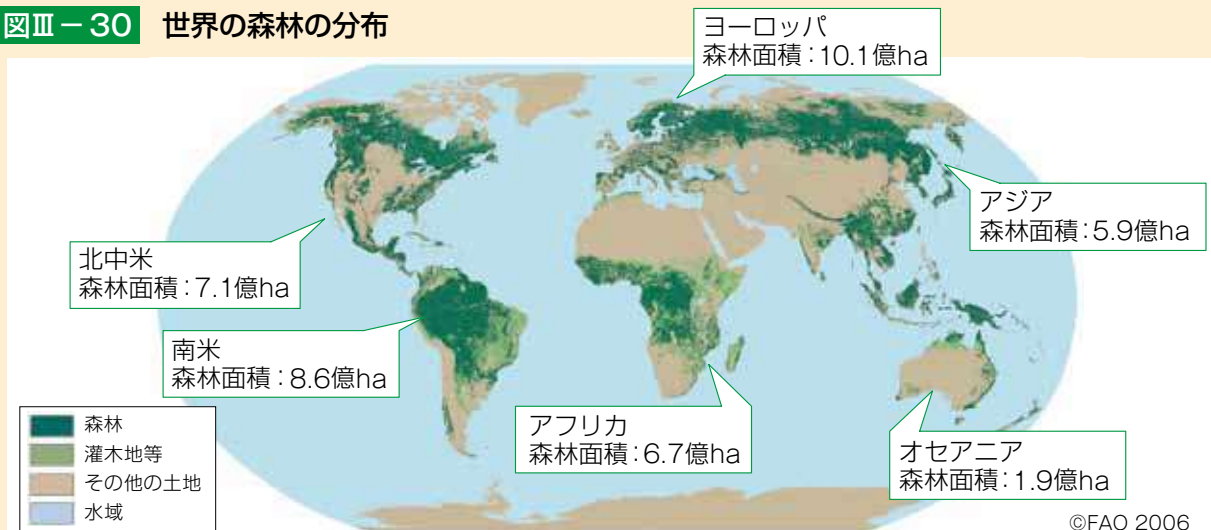 図Ⅲ－30 世界の森林の分布
ヨーロッパ
森林面積：10.1億ha
アジア
森林面積：5.9億ha
北中米
森林面積：7.1億ha
南米
森林面積：8.6億ha
アフリカ
森林面積：6.7億ha
オセアニア
森林面積：1.9億ha
森林
灌木地等
その他の土地
水域
©FAO 2006